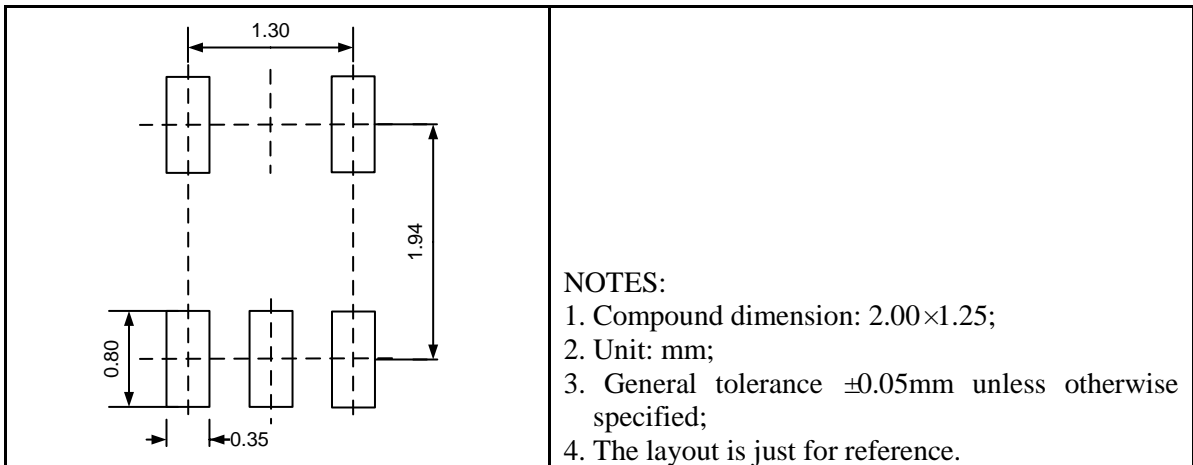 1.30
1.94
0.80
0.35
NOTES:
1. Compound dimension: 2.00×1.25;
2. Unit: mm;
3. General tolerance ±0.05mm unless otherwise
specified;
4. The layout is just for reference.